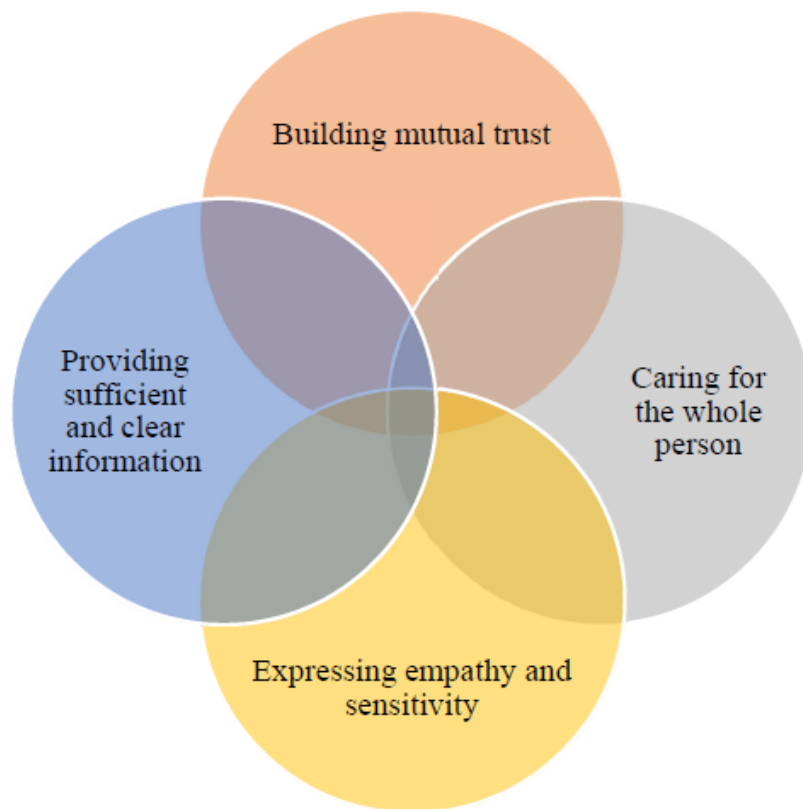 Building mutual trust
Providing
sufficient
and clear
information
Caring for
the whole
person
Expressing empathy and
sensitivity